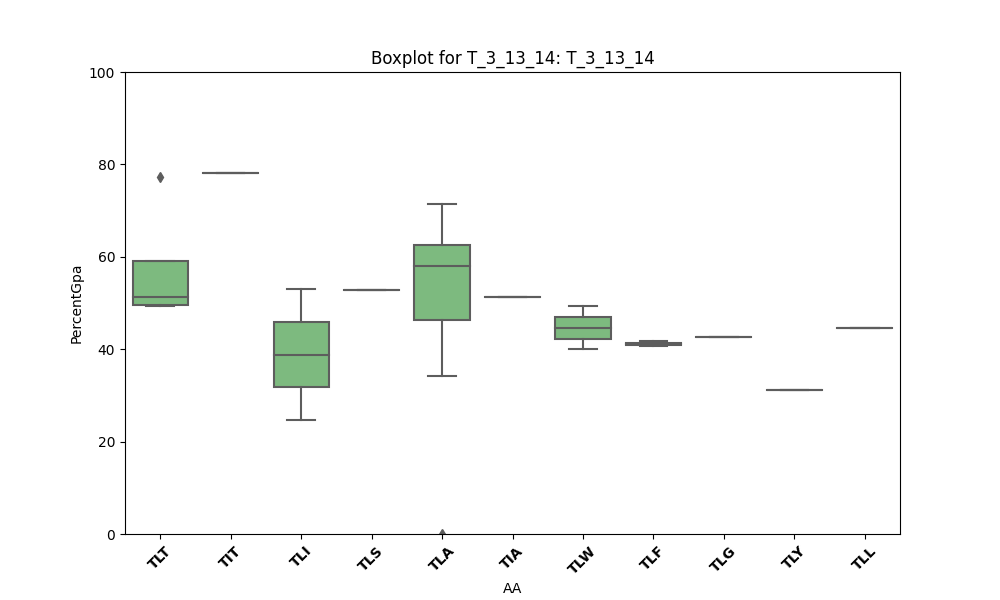 Boxplot for T_3_13_14: T_3_13_14
PercentGpa
100
80
60
40
20
0
TLT TIT TLI TLS TLA TIA TLW TLF TLG TLY TLL
AA